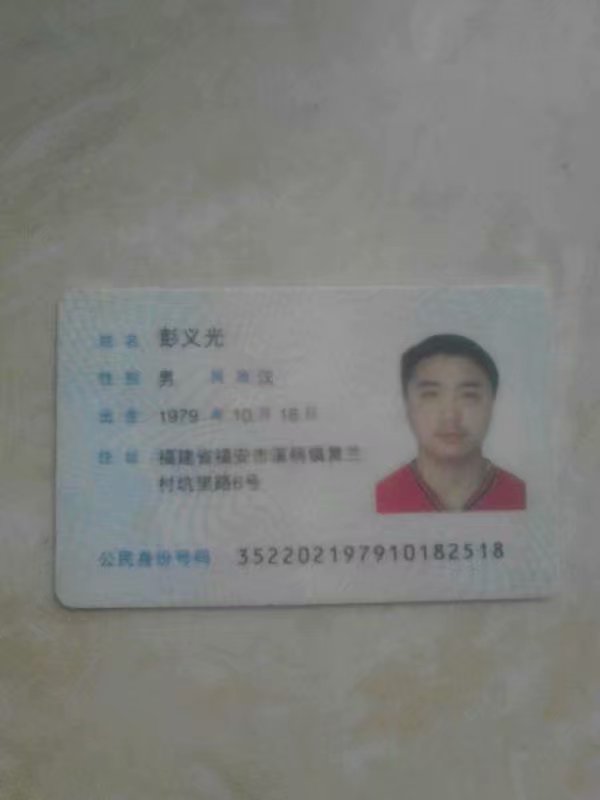 姓名 彭义光
性别 男 民族 汉
出生 1979 年 10 月 18 日
住址 福建省福安市溪柄镇黄兰
村坑里路6号
公民身份号码 352202197910182518